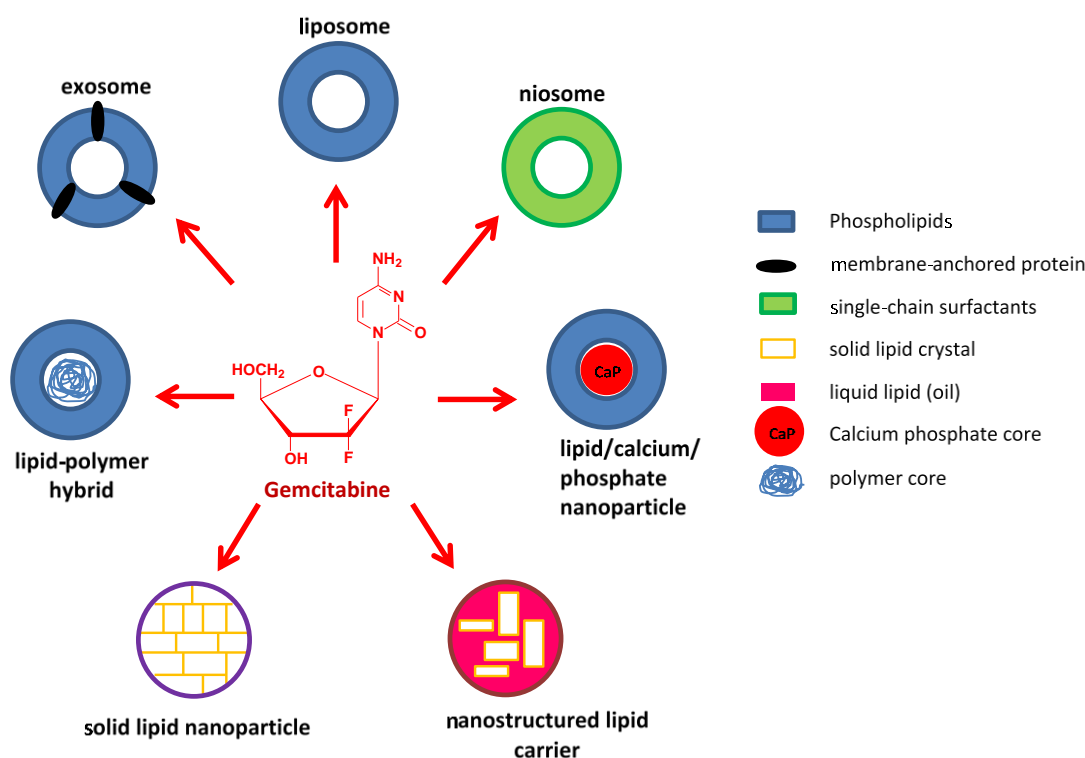 liposome
exosome
niosome
NH₂
N
N
O
HOCH₂
O
F
F
OH
Gemcitabine
CaP
lipid-polymer
hybrid
lipid/calcium/
phosphate
nanoparticle
solid lipid nanoparticle
nanostructured lipid
carrier
Phospholipids
membrane-anchored protein
single-chain surfactants
solid lipid crystal
liquid lipid (oil)
CaP
Calcium phosphate core
polymer core